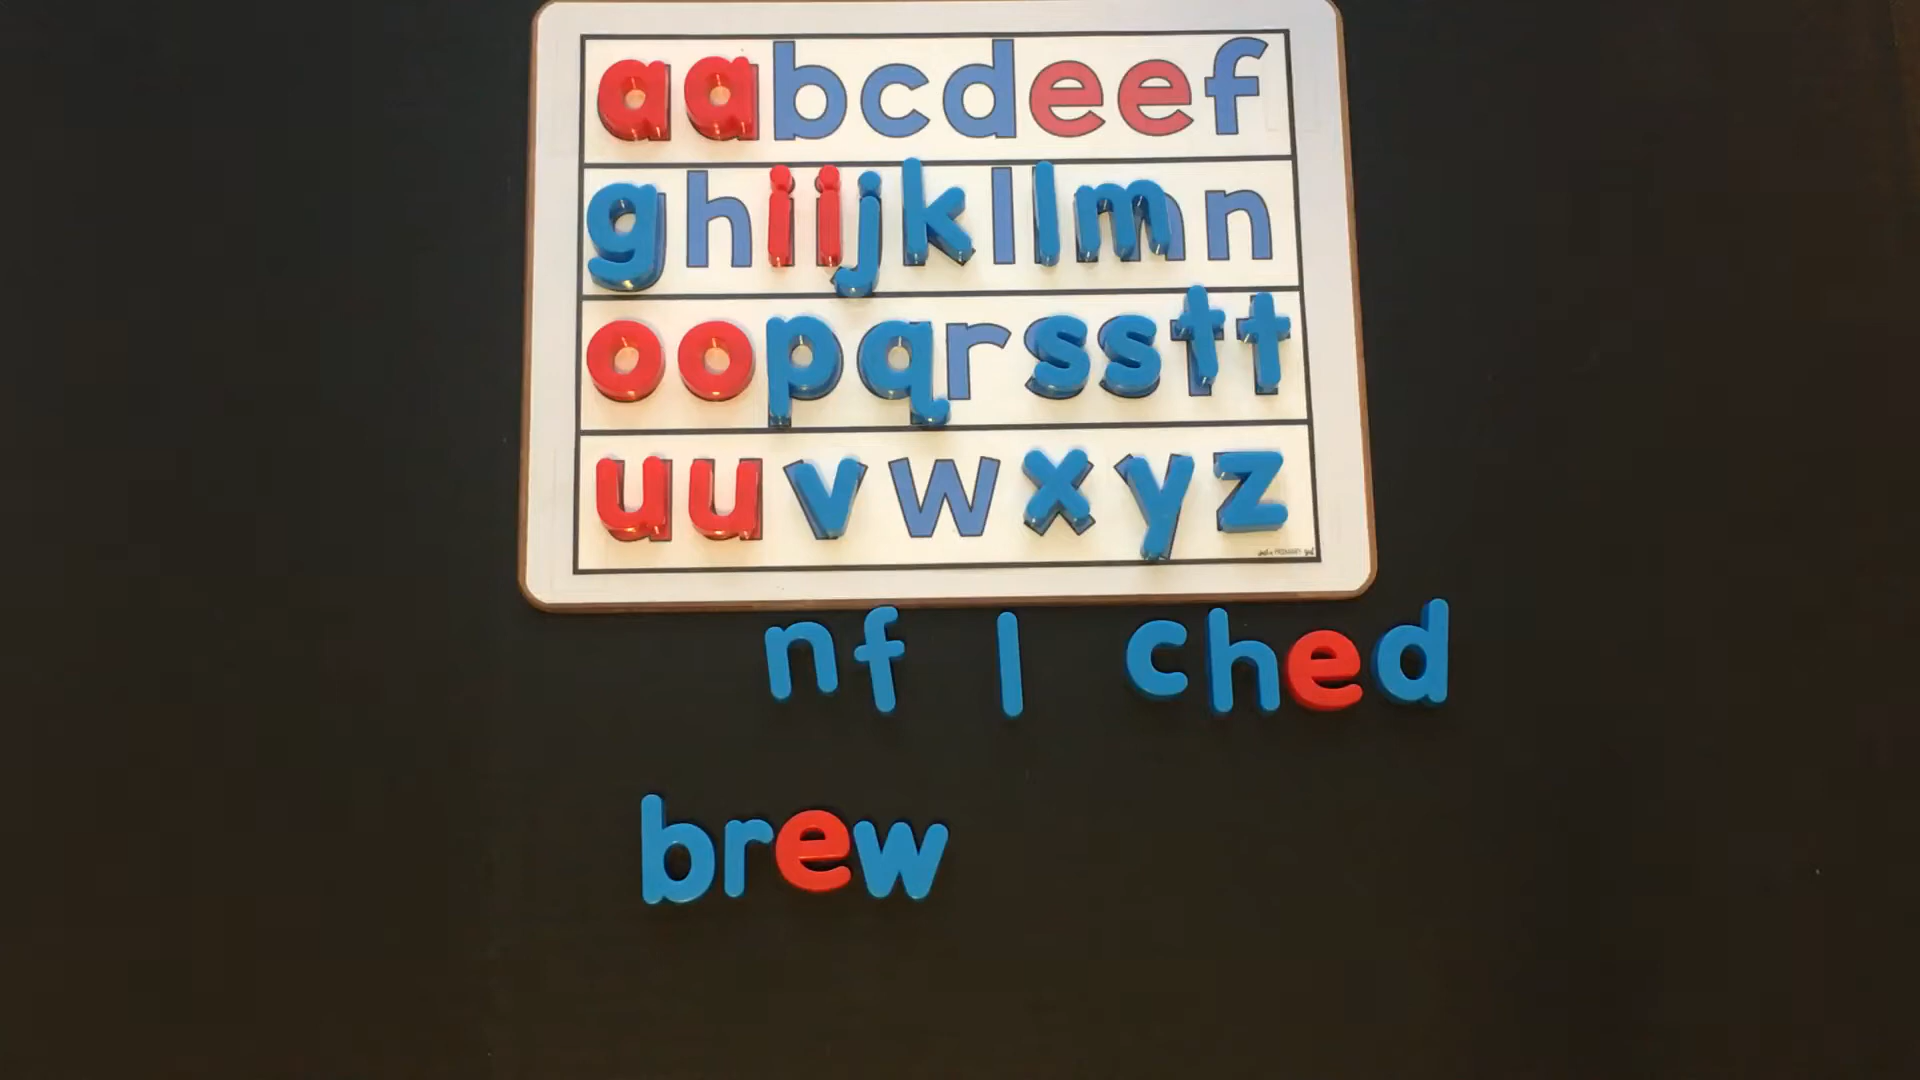 aabcdeef
ghiijkllmn
oopqrsstt
uuvwxyz
nf l ched
brew